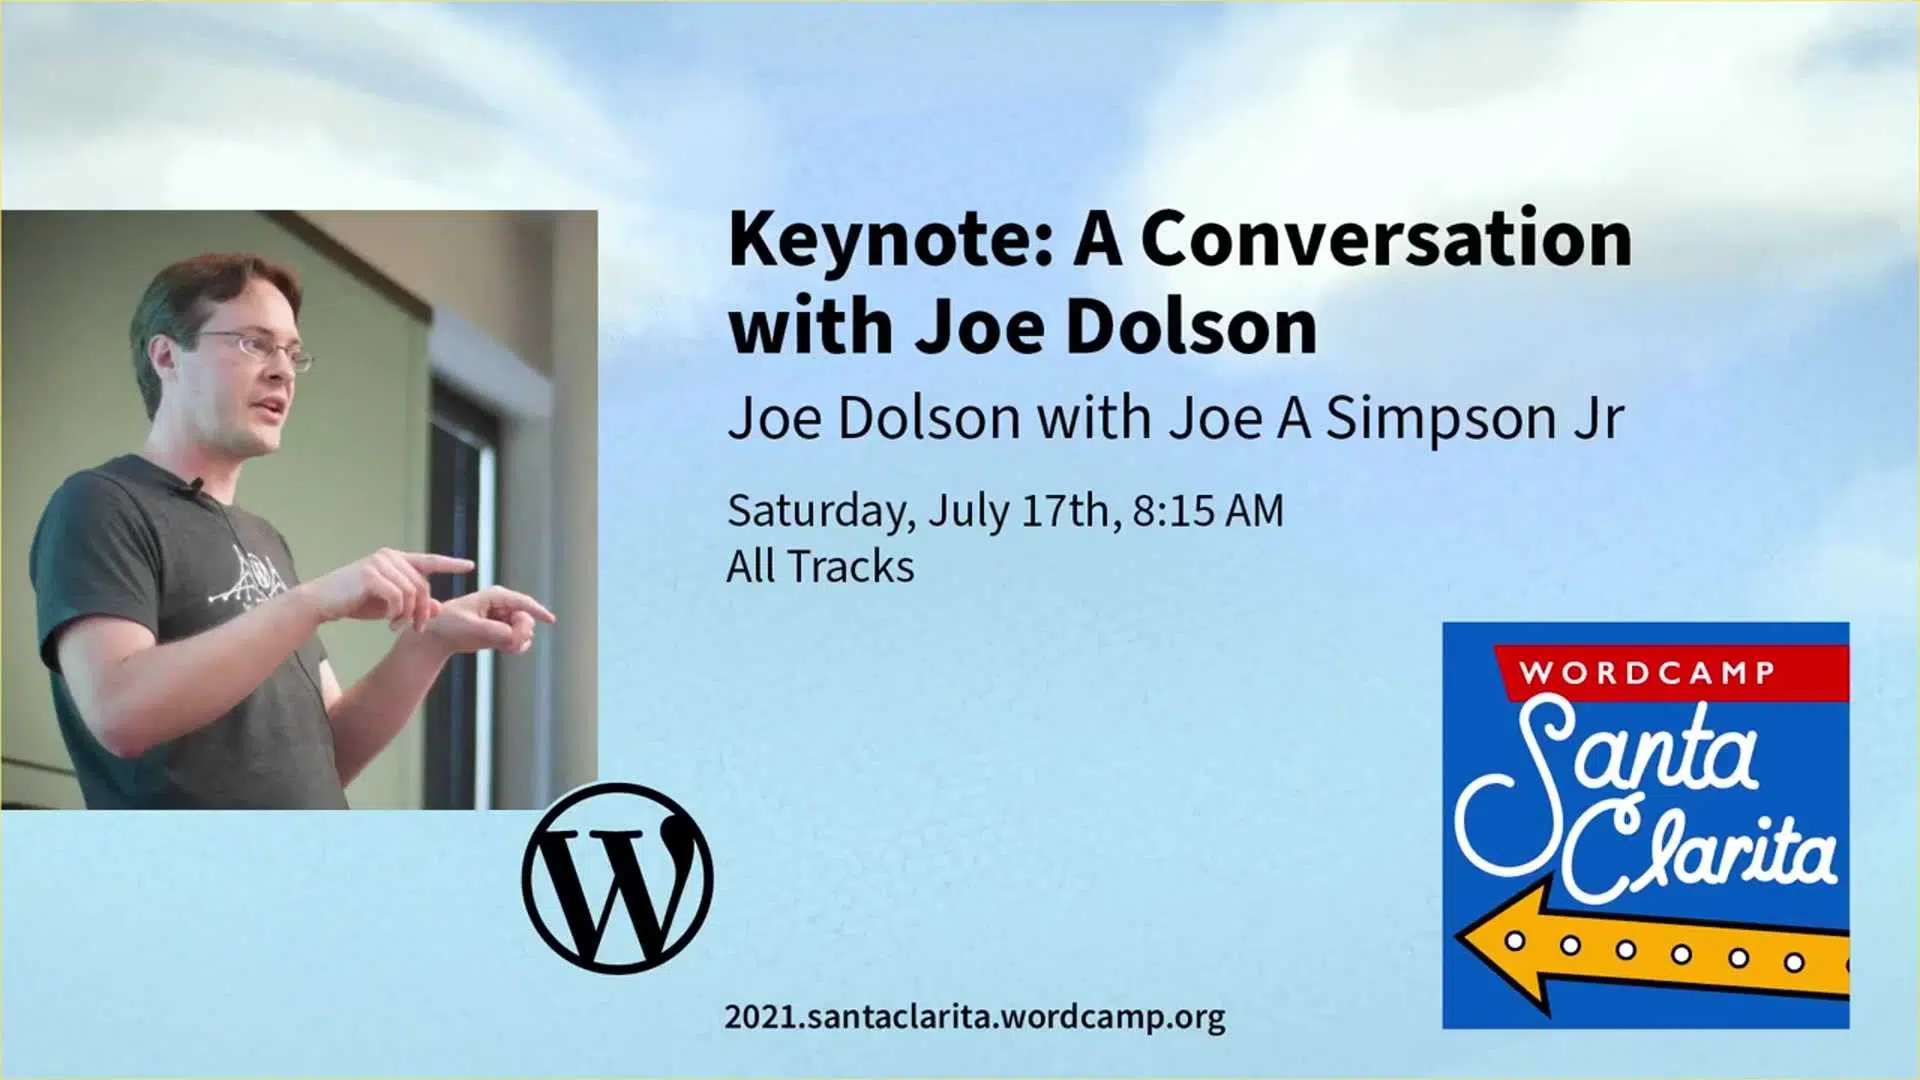 Keynote: A Conversation
with Joe Dolson
Joe Dolson with Joe A Simpson Jr
Saturday, July 17th, 8:15 AM
All Tracks
WORDCAMP
Santa
Clarita
W
2021.santaclarita.wordcamp.org